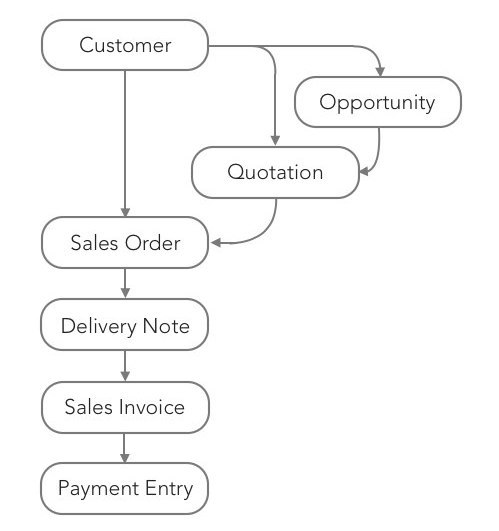 Customer
Opportunity
Quotation
Sales Order
Delivery Note
Sales Invoice
Payment Entry